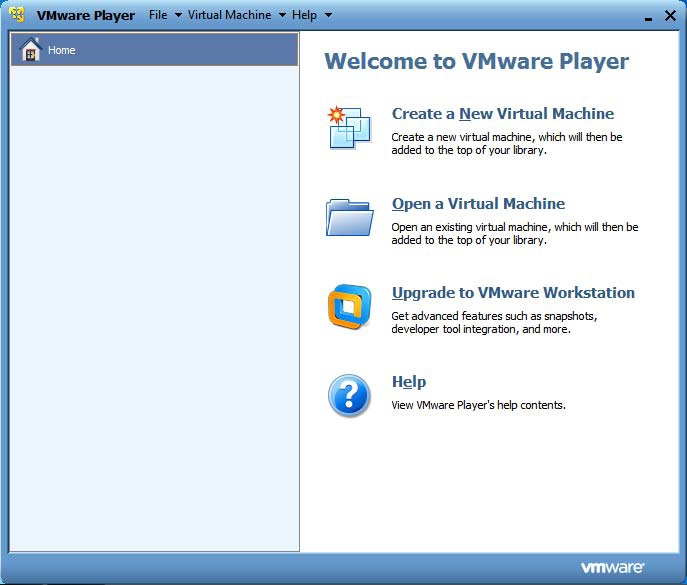 VMware Player File Virtual Machine Help
Home
Welcome to VMware Player
Create a New Virtual Machine
Create a new virtual machine, which will then be
added to the top of your library.
Open a Virtual Machine
Open an existing virtual machine, which will then be
added to the top of your library.
Upgrade to VMware Workstation
Get advanced features such as snapshots,
developer tool integration, and more.
Help
View VMware Player's help contents.
vmware